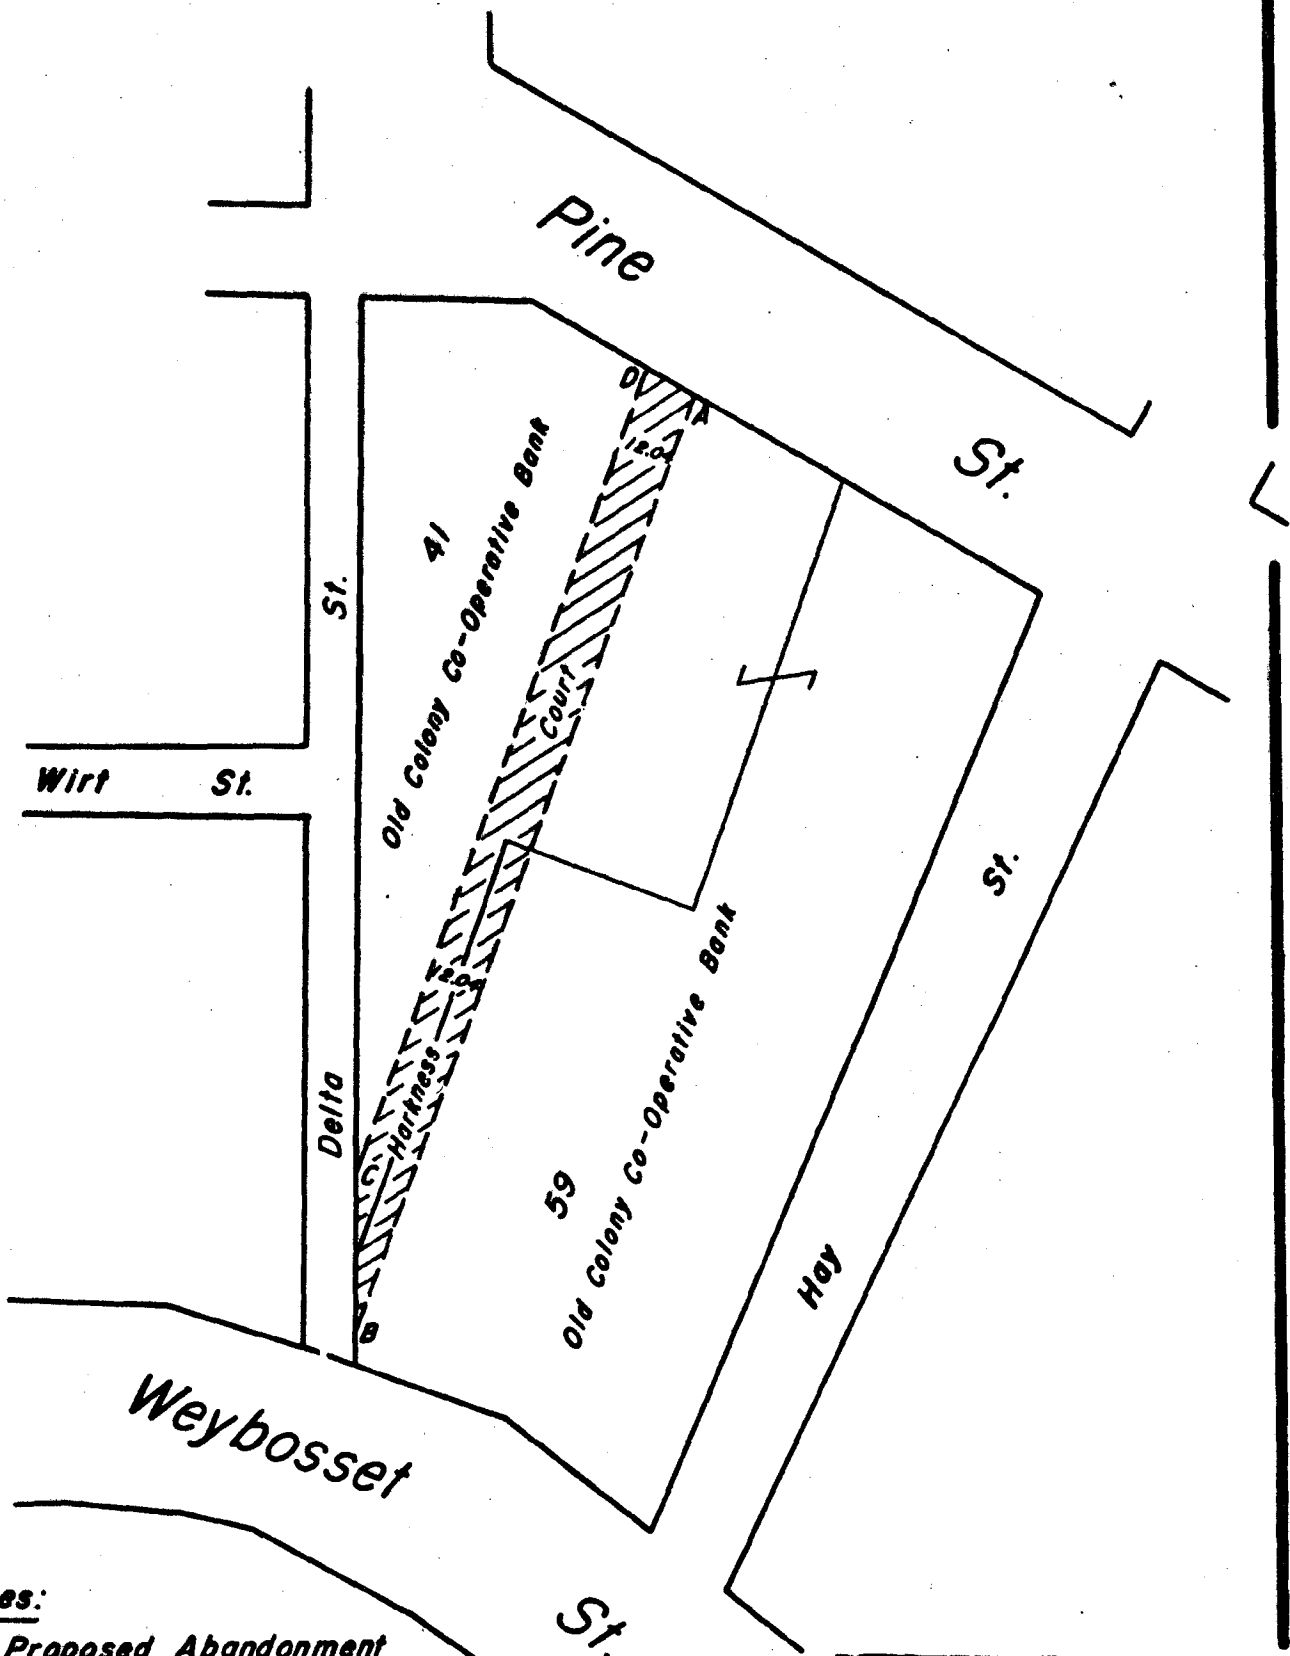 Pine St.
D
A
12.0±
41
Old Colony Co-Operative Bank
Delta St.
Wirt St.
Harkness Court
12.0±
C
B
59
Old Colony Co-Operative Bank
Hay St.
Weybosset St.
es:
Proposed Abandonment